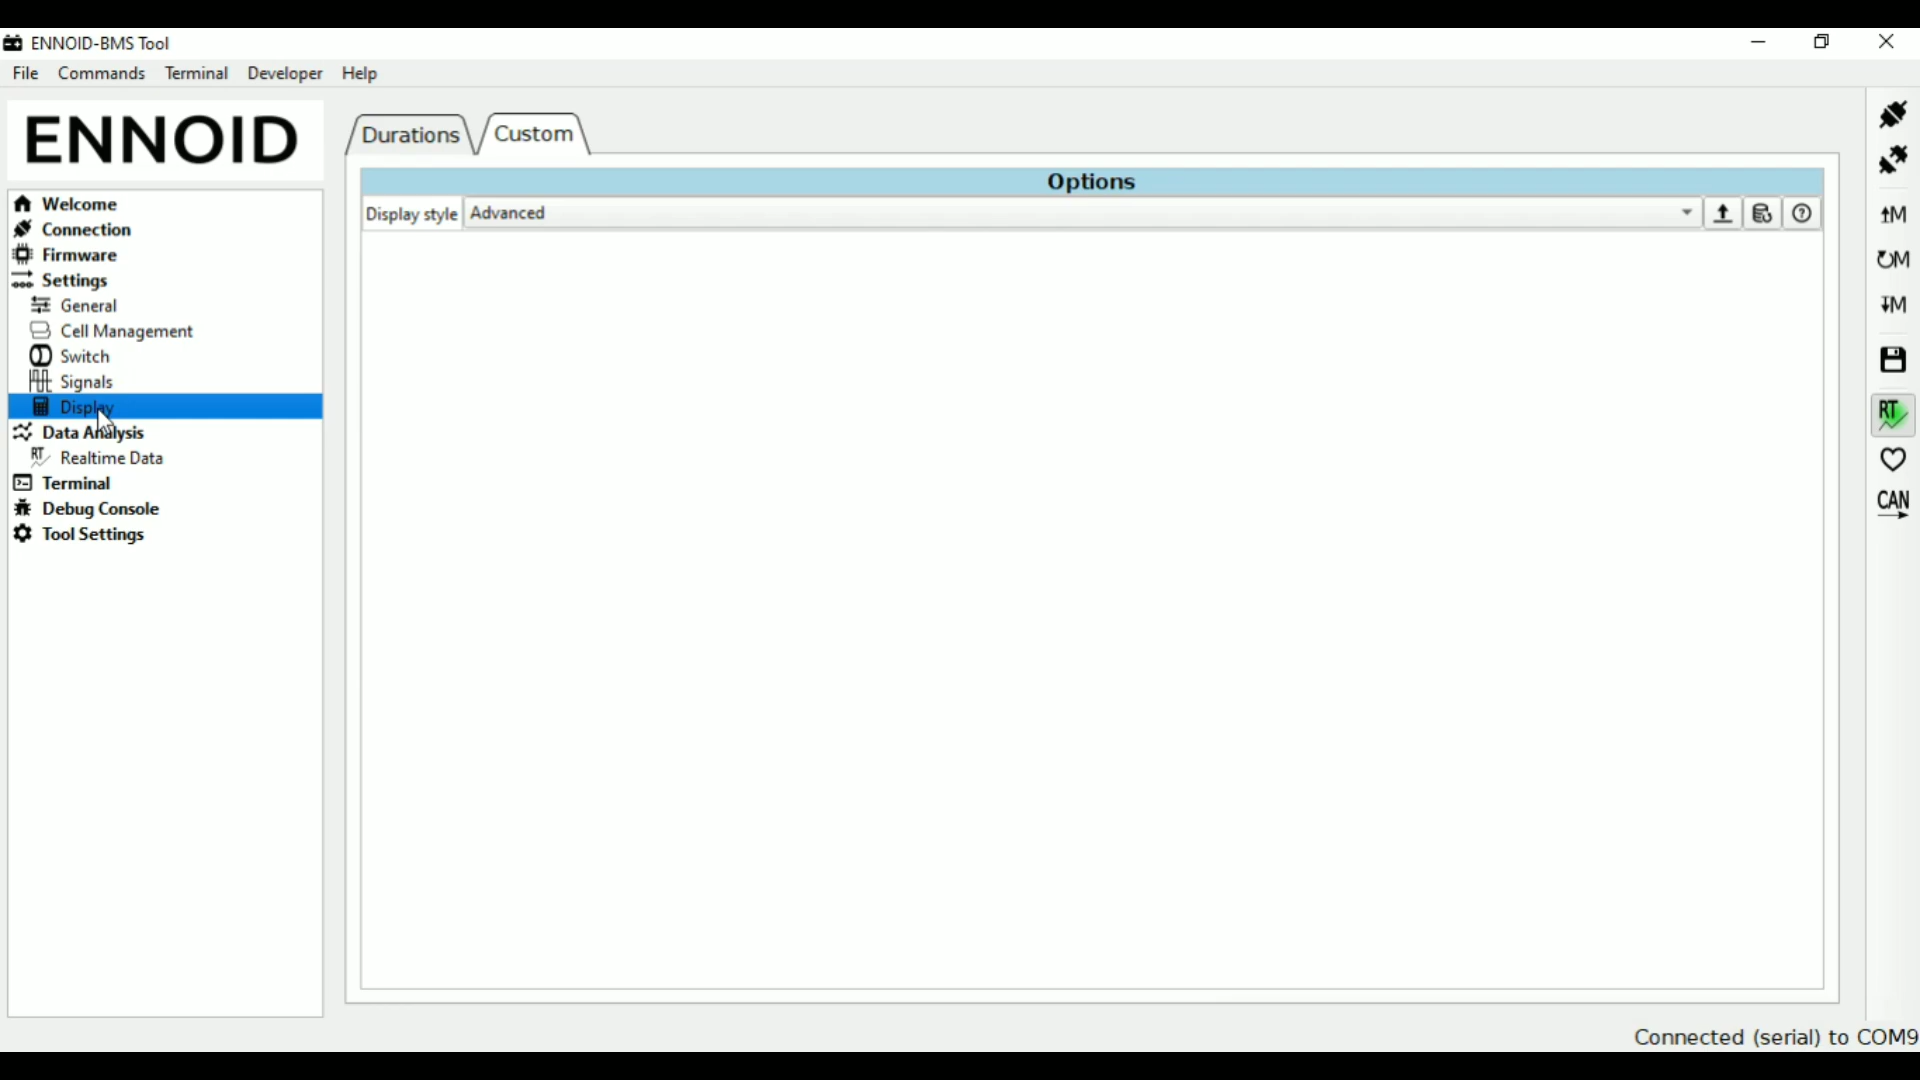 ENNOID-BMS Tool
File Commands Terminal Developer Help
ENNOID
Welcome
Connection
Firmware
Settings
General
Cell Management
Switch
Signals
Display
Data Analysis
RT Realtime Data
Terminal
Debug Console
Tool Settings
Durations Custom
Options
Display style Advanced
M
M
M
RT
CAN
Connected (serial) to COM9